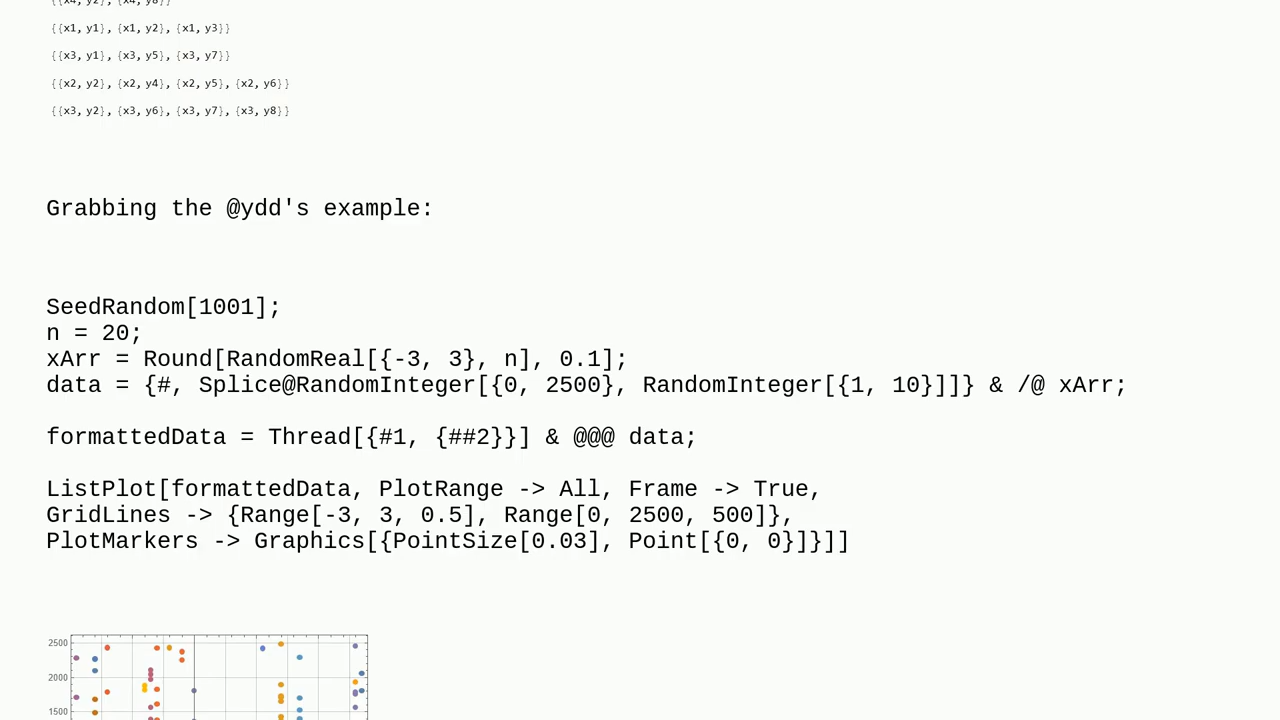 {{x4, y2}, {x4, y8}}
{{x1, y1}, {x1, y2}, {x1, y3}}
{{x3, y1}, {x3, y5}, {x3, y7}}
{{x2, y2}, {x2, y4}, {x2, y5}, {x2, y6}}
{{x3, y2}, {x3, y6}, {x3, y7}, {x3, y8}}
Grabbing the @ydd's example:
SeedRandom[1001];
n = 20;
xArr = Round[RandomReal[{-3, 3}, n], 0.1];
data = {#, Splice@RandomInteger[{0, 2500}, RandomInteger[{1, 10}]]} & /@ xArr;
formattedData = Thread[{#1, {##2}}] & @@@ data;
ListPlot[formattedData, PlotRange -> All, Frame -> True,
GridLines -> {Range[-3, 3, 0.5], Range[0, 2500, 500]},
PlotMarkers -> Graphics[{PointSize[0.03], Point[{0, 0}]}]]
2500
2000
1500